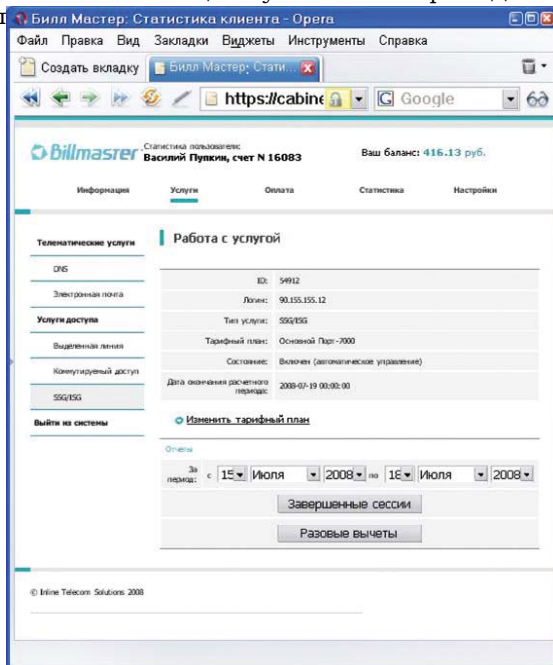 Билл Мастер: Статистика клиента - Opera
Файл Правка Вид Закладки Виджеты Инструменты Справка
Создать вкладку Билл Мастер: Стати...
https://cabine Google
Billmaster Статистика пользователя:
Василий Пупкин, счет N 16083 Ваш баланс: 416.13 руб.
Информация Услуги Оплата Статистика Настройки
Телематические услуги
DNS
Электронная почта
Услуги доступа
Выделенная линия
Коммутируемый доступ
SSG/ISG
Выйти из системы
Работа с услугой
ID: 54912
Логин: 90.155.155.12
Тип услуги: SSG/ISG
Тарифный план: Основной Порт-7000
Состояние: Включен (автоматическое управление)
Дата окончания расчетного периода: 2008-07-19 00:00:00
Изменить тарифный план
Отчеты
За период: с 15 Июля 2008 по 18 Июля 2008
Завершенные сессии
Разовые вычеты
© Inline Telecom Solutions 2008